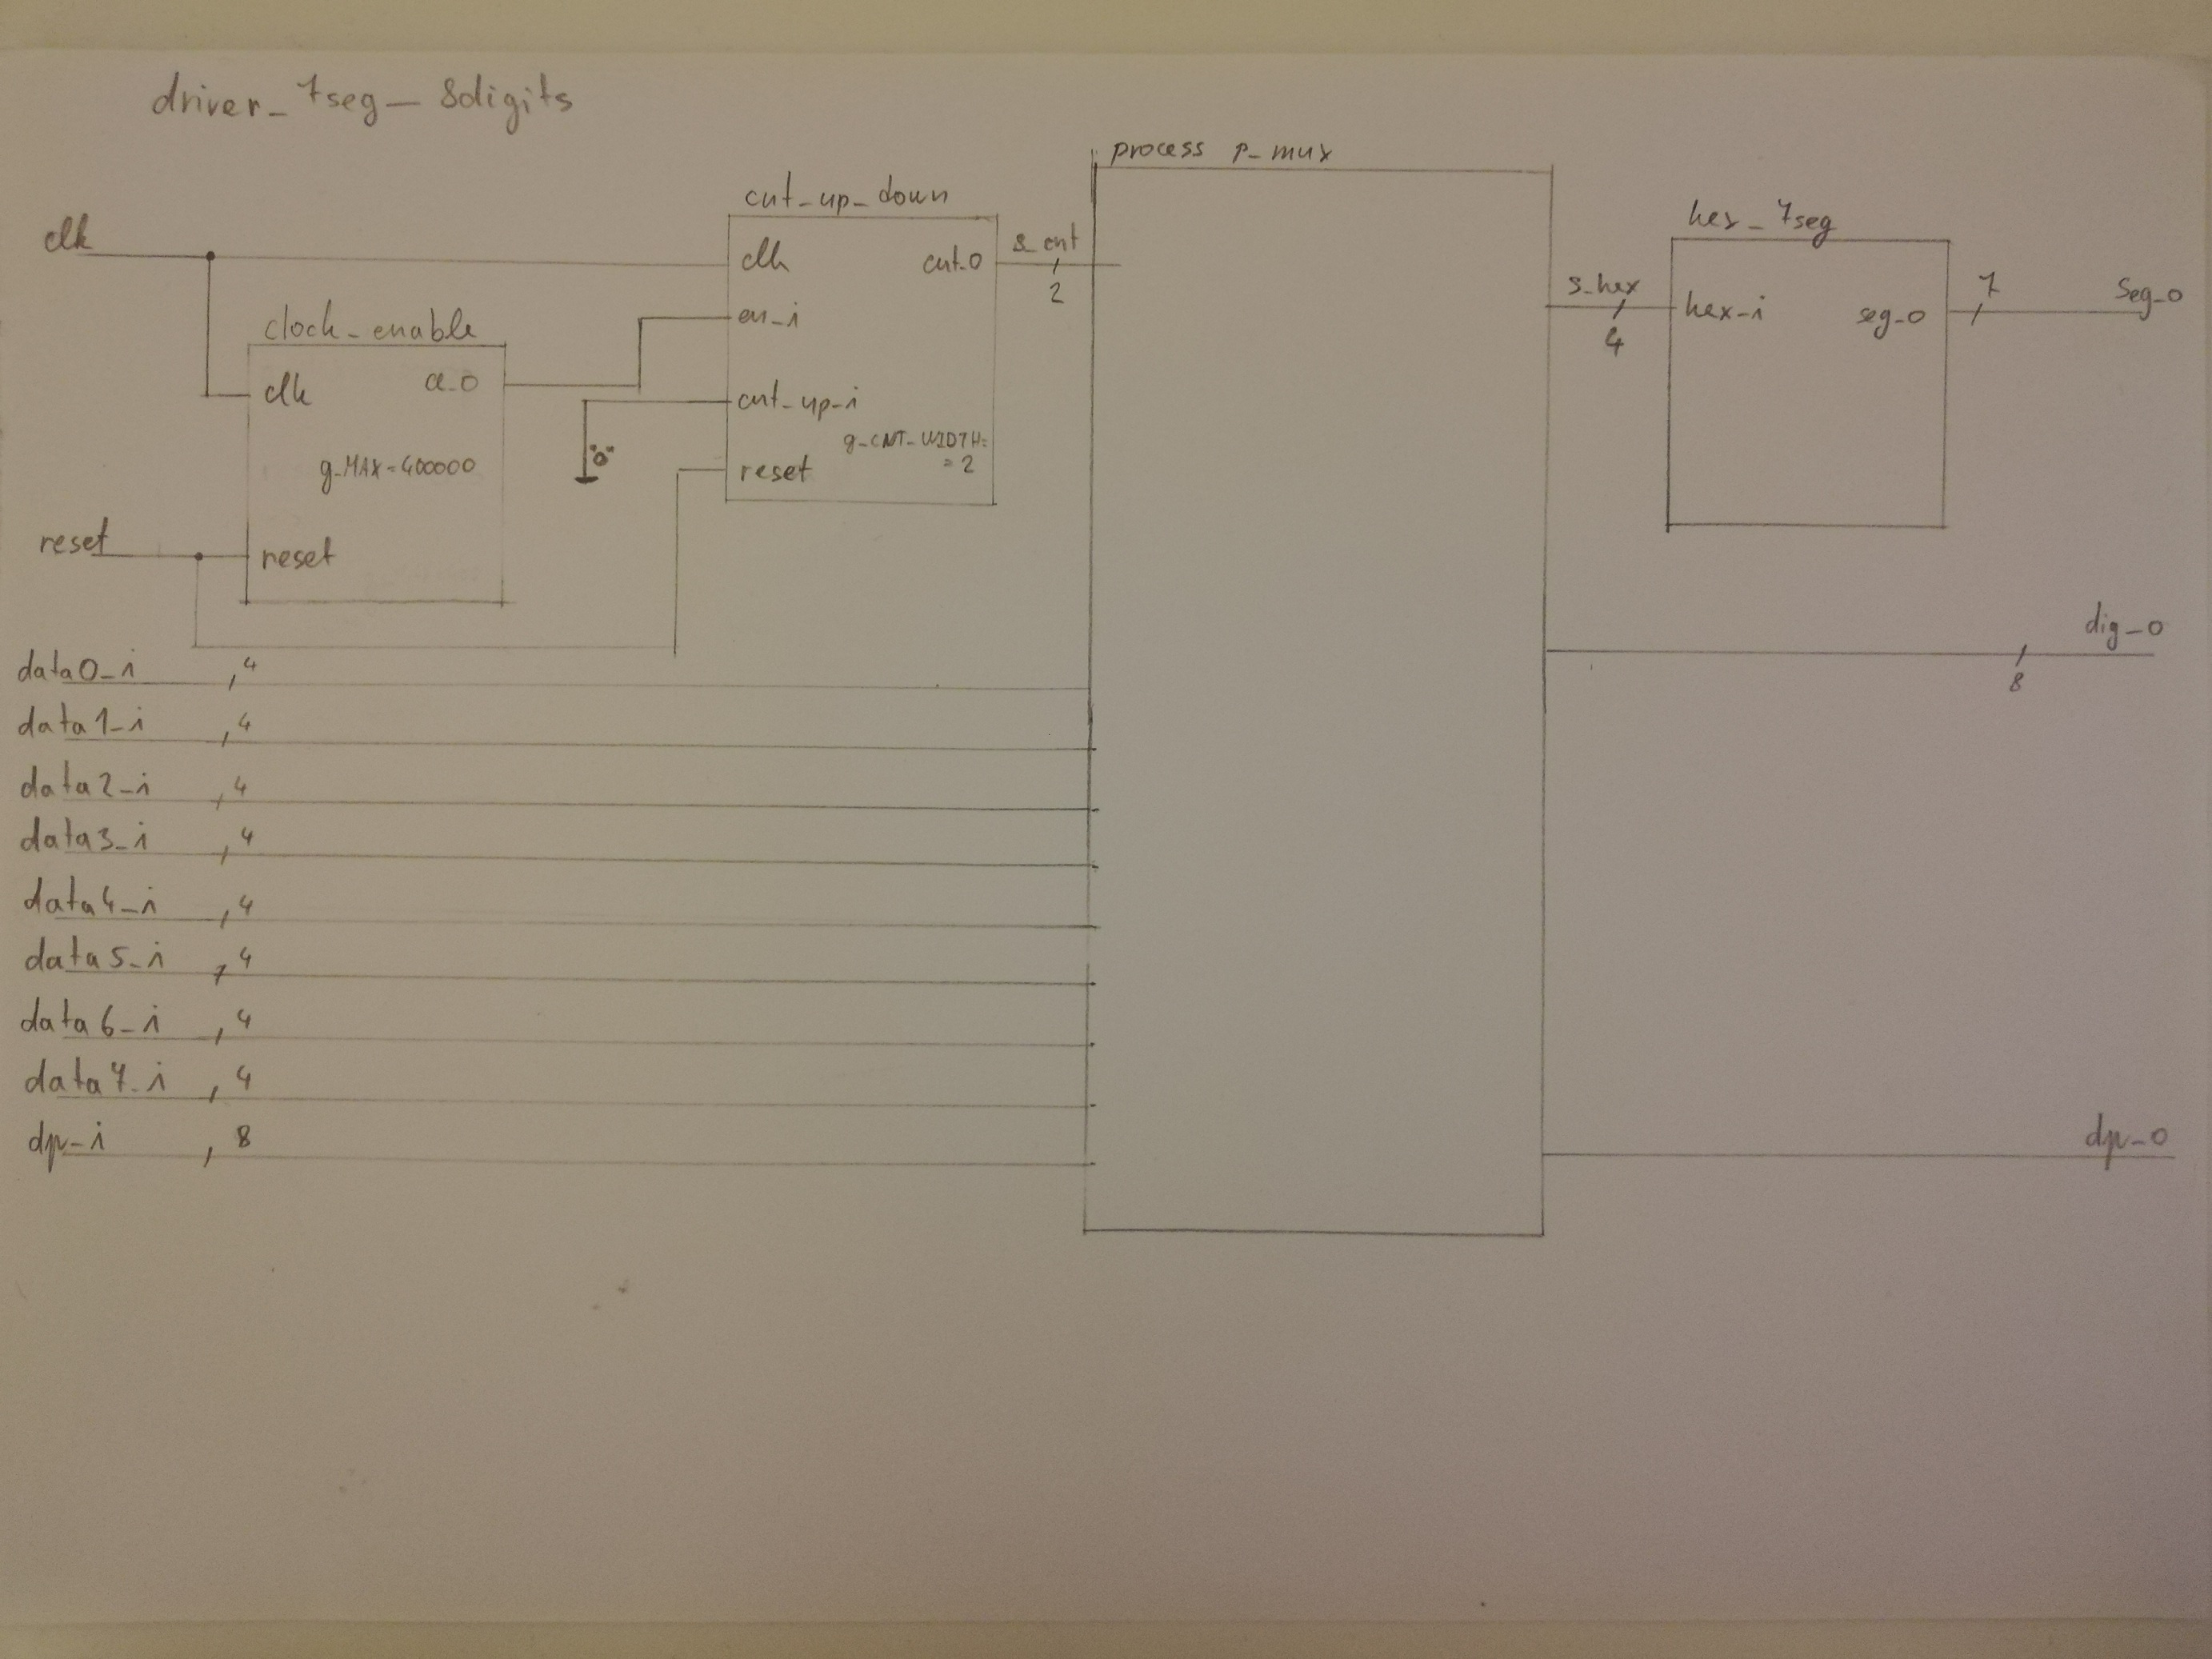 driver_7seg_8digits
process p_mux
cnt_up_down
hex_7seg
clk
clk
cnt_o
s_cnt
2
en_i
s_hex
4
hex_i
seg_o
7
seg_o
clock_enable
clk
g_MAX=400000
cnt_up_i
"0"
g_CNT_WIDTH=
=2
reset
reset
reset
dig_o
8
data0_i 4
data1_i 4
data2_i 4
data3_i 4
data4_i 4
data5_i 4
data6_i 4
data7_i 4
dp_i 8
dp_o